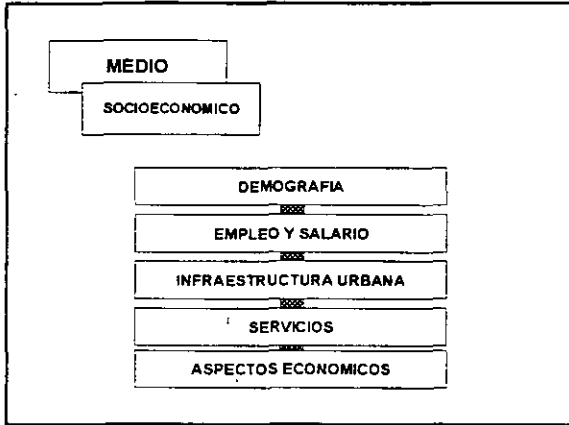 MEDIO
SOCIOECONOMICO
DEMOGRAFIA
EMPLEO Y SALARIO
INFRAESTRUCTURA URBANA
SERVICIOS
ASPECTOS ECONOMICOS